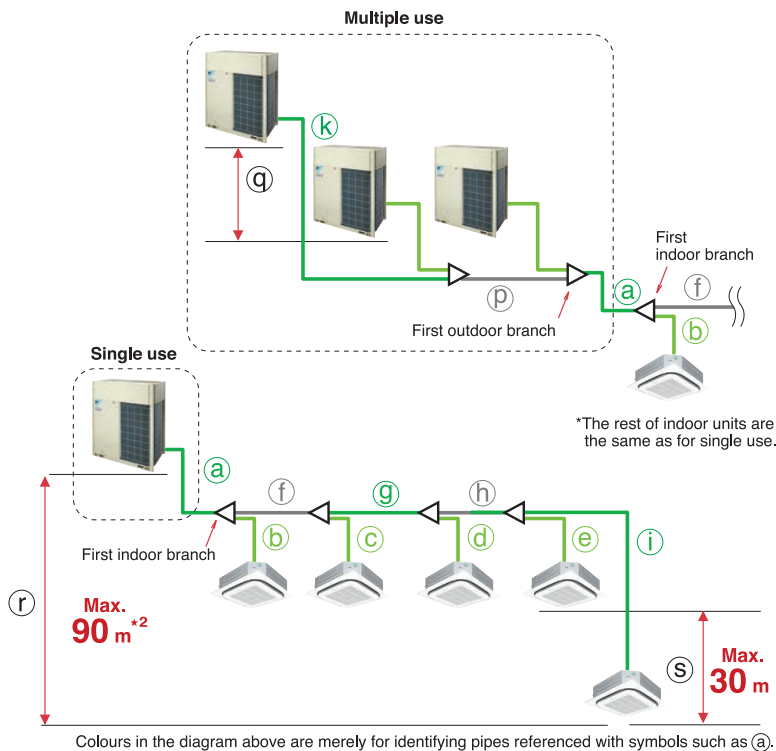 Multiple use
k
q
p
First outdoor branch
First
indoor branch
a
f
b
*The rest of indoor units are
the same as for single use.
Single use
a
f
g
h
First indoor branch
b
c
d
e
i
r
Max.
90 m*2
s
Max.
30 m
Colours in the diagram above are merely for identifying pipes referenced with symbols such as ⓐ.